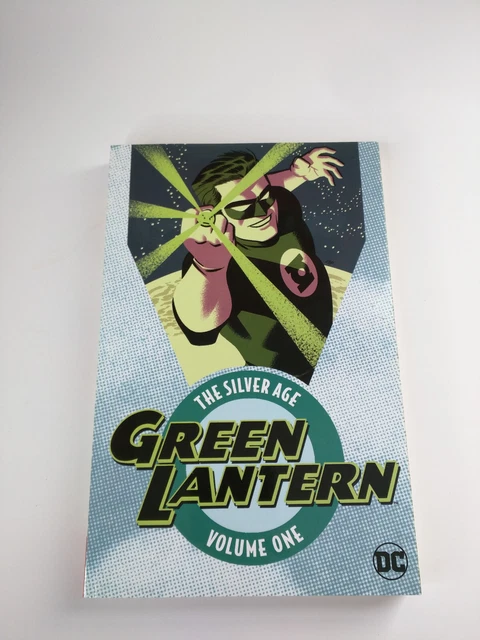 THE SILVER AGE
GREEN
LANTERN
VOLUME ONE
DC